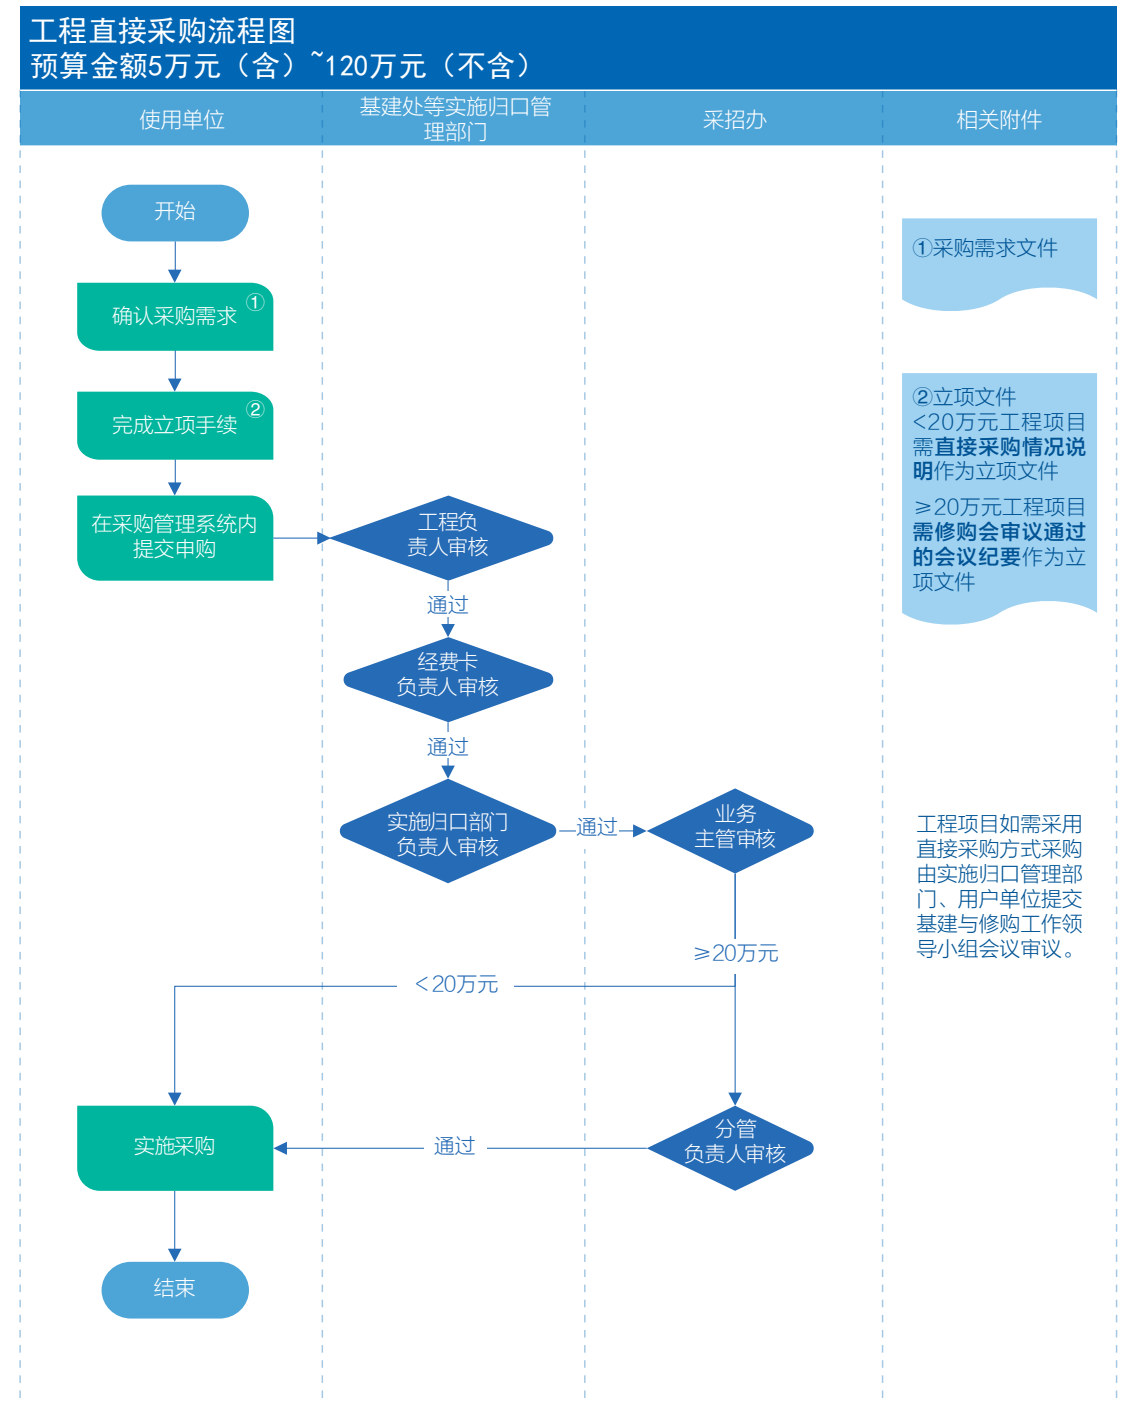 工程直接采购流程图
预算金额5万元（含）~120万元（不含）
使用单位
基建处等实施归口管
理部门
采招办
相关附件
开始
①
确认采购需求
②
完成立项手续
在采购管理系统内
提交申购
工程负
责人审核
通过
经费卡
负责人审核
通过
实施归口部门
负责人审核
通过
业务
主管审核
≥20万元
<20万元
分管
负责人审核
通过
实施采购
结束
①采购需求文件
②立项文件
<20万元工程项目
需直接采购情况说
明作为立项文件
≥20万元工程项目
需修购会审议通过
的会议纪要作为立
项文件
工程项目如需采用
直接采购方式采购
由实施归口管理部
门、用户单位提交
基建与修购工作领
导小组会议审议。